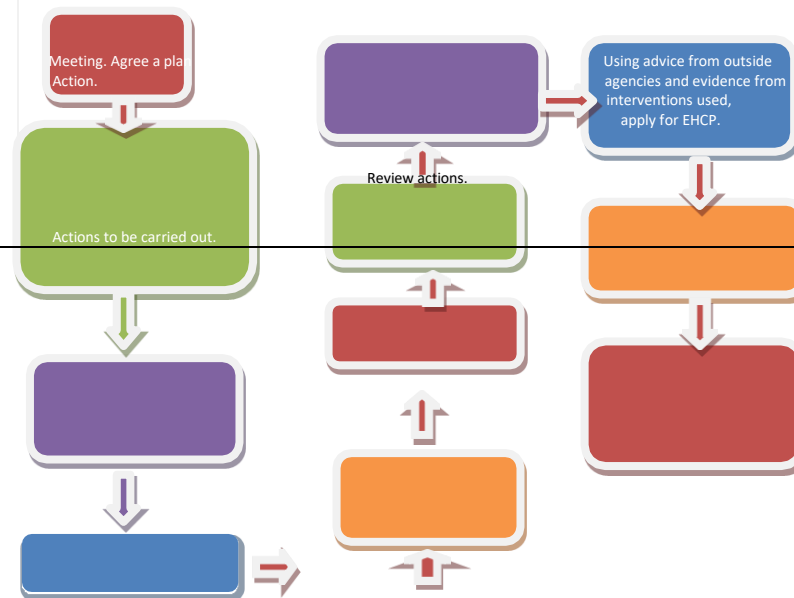 Meeting. Agree a plan
Action.
Actions to be carried out.
Review actions.
Using advice from outside
agencies and evidence from
interventions used,
apply for EHCP.